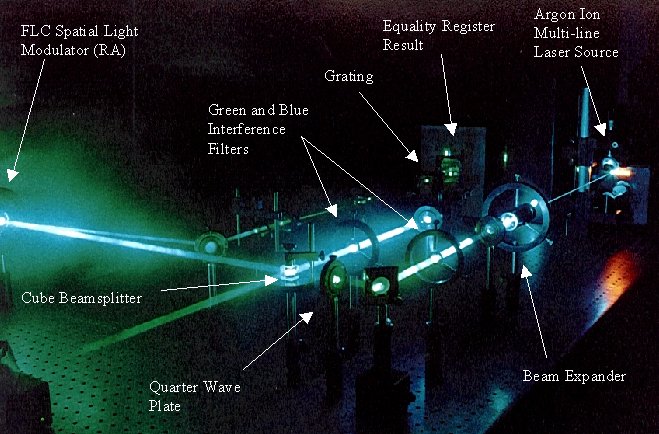 FLC Spatial Light
Modulator (RA)
Equality Register
Result
Argon Ion
Multi-line
Laser Source
Grating
Green and Blue
Interference
Filters
Cube Beamsplitter
Quarter Wave
Plate
Beam Expander